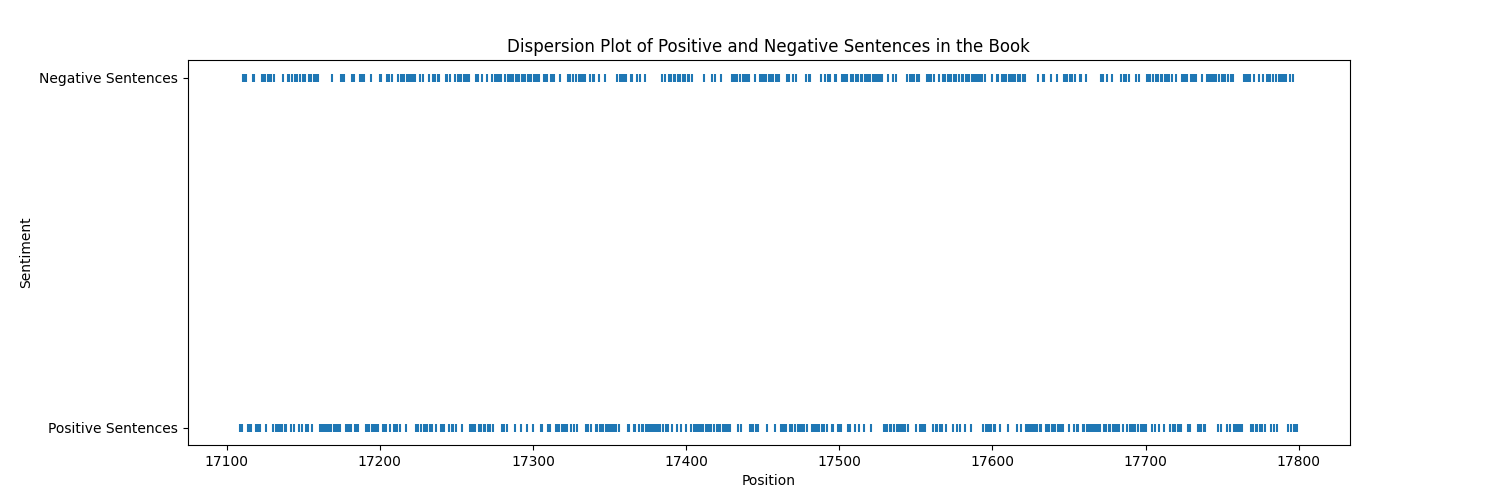 Dispersion Plot of Positive and Negative Sentences in the Book
Negative Sentences
Sentiment
Positive Sentences
17100 17200 17300 17400 17500 17600 17700 17800
Position